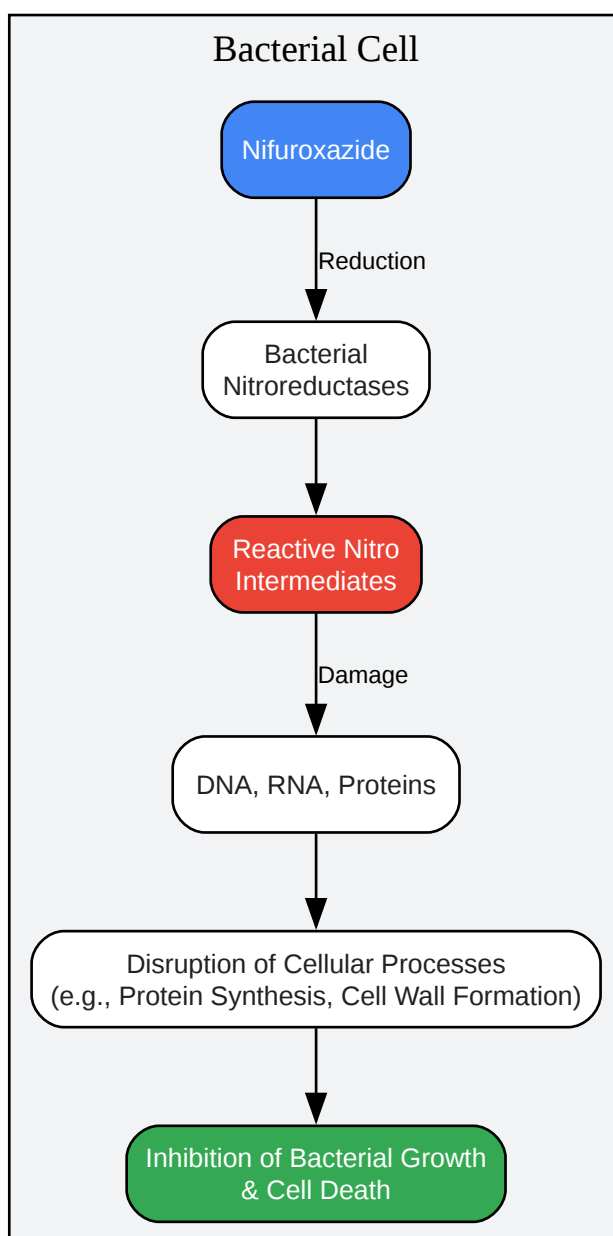 Bacterial Cell
Nifuroxazide
Reduction
Bacterial
Nitroreductases
Reactive Nitro
Intermediates
Damage
DNA, RNA, Proteins
Disruption of Cellular Processes
(e.g., Protein Synthesis, Cell Wall Formation)
Inhibition of Bacterial Growth
& Cell Death